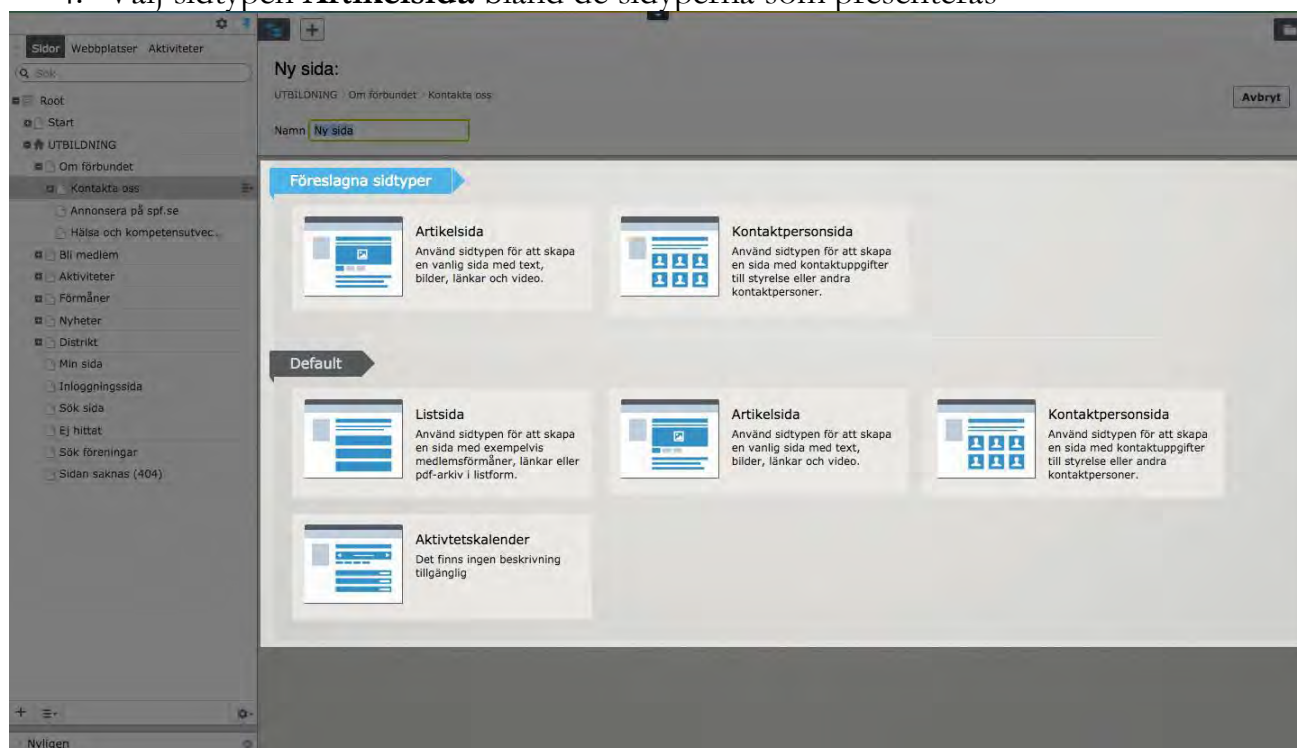 4. Välj sidtypen Artikelsida bland de sidtyperna som presenteras
Sidor Webbplatser Aktiviteter
Sök
Root
Start
UTBILDNING
Om förbundet
Kontakta oss
Annonsera på spf.se
Hälsa och kompetensutvec...
Bli medlem
Aktiviteter
Förmåner
Nyheter
Distrikt
Min sida
Inloggningssida
Sök sida
Ej hittat
Sök föreningar
Sidan saknas (404)
Nyligen
Ny sida:
UTBILDNING Om förbundet Kontakta oss
Avbryt
Namn Ny sida
Föreslagna sidtyper
Artikelsida
Använd sidtypen för att skapa
en vanlig sida med text,
bilder, länkar och video.
Kontaktpersonsida
Använd sidtypen för att skapa
en sida med kontaktuppgifter
till styrelse eller andra
kontaktpersoner.
Default
Listsida
Använd sidtypen för att skapa
en sida med exempelvis
medlemsförmåner, länkar eller
pdf-arkiv i listform.
Artikelsida
Använd sidtypen för att skapa
en vanlig sida med text,
bilder, länkar och video.
Kontaktpersonsida
Använd sidtypen för att skapa
en sida med kontaktuppgifter
till styrelse eller andra
kontaktpersoner.
Aktivtetskalender
Det finns ingen beskrivning
tillgänglig